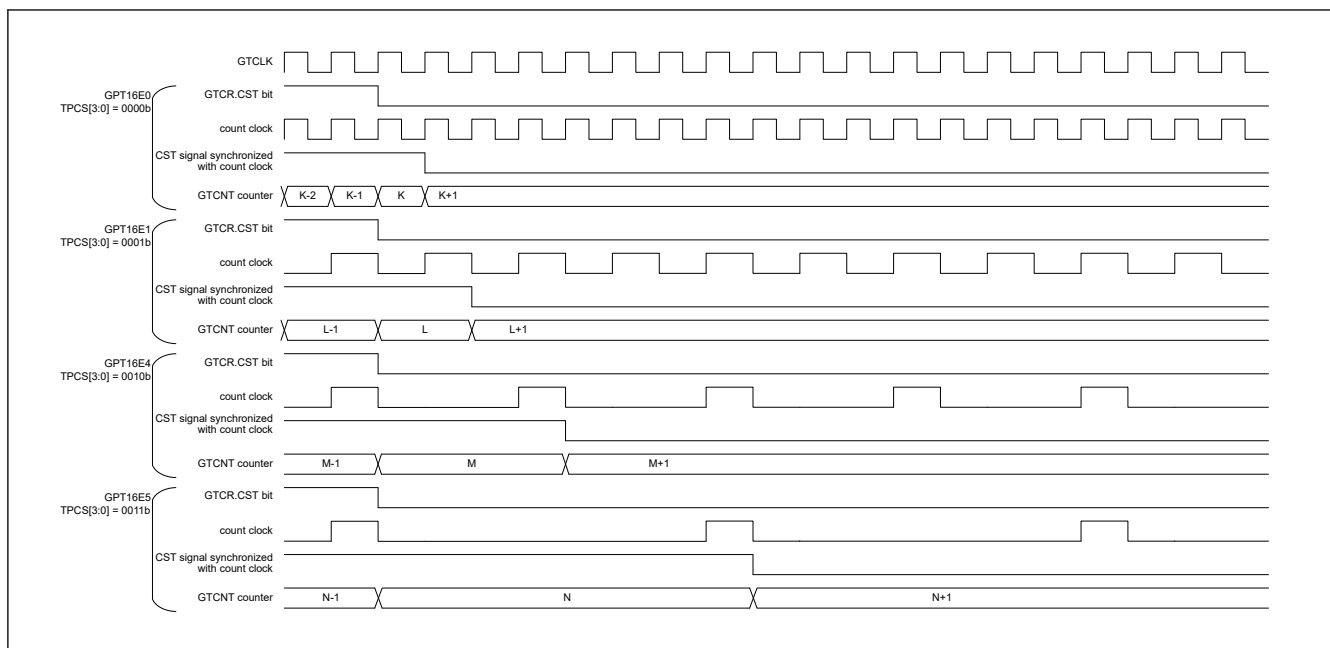 GTCLK
GPT16E0
TPCS[3:0] = 0000b
GTCR.CST bit
count clock
CST signal synchronized
with count clock
GTCNT counter
K-2
K-1
K
K+1
GPT16E1
TPCS[3:0] = 0001b
GTCR.CST bit
count clock
CST signal synchronized
with count clock
GTCNT counter
L-1
L
L+1
GPT16E4
TPCS[3:0] = 0010b
GTCR.CST bit
count clock
CST signal synchronized
with count clock
GTCNT counter
M-1
M
M+1
GPT16E5
TPCS[3:0] = 0011b
GTCR.CST bit
count clock
CST signal synchronized
with count clock
GTCNT counter
N-1
N
N+1